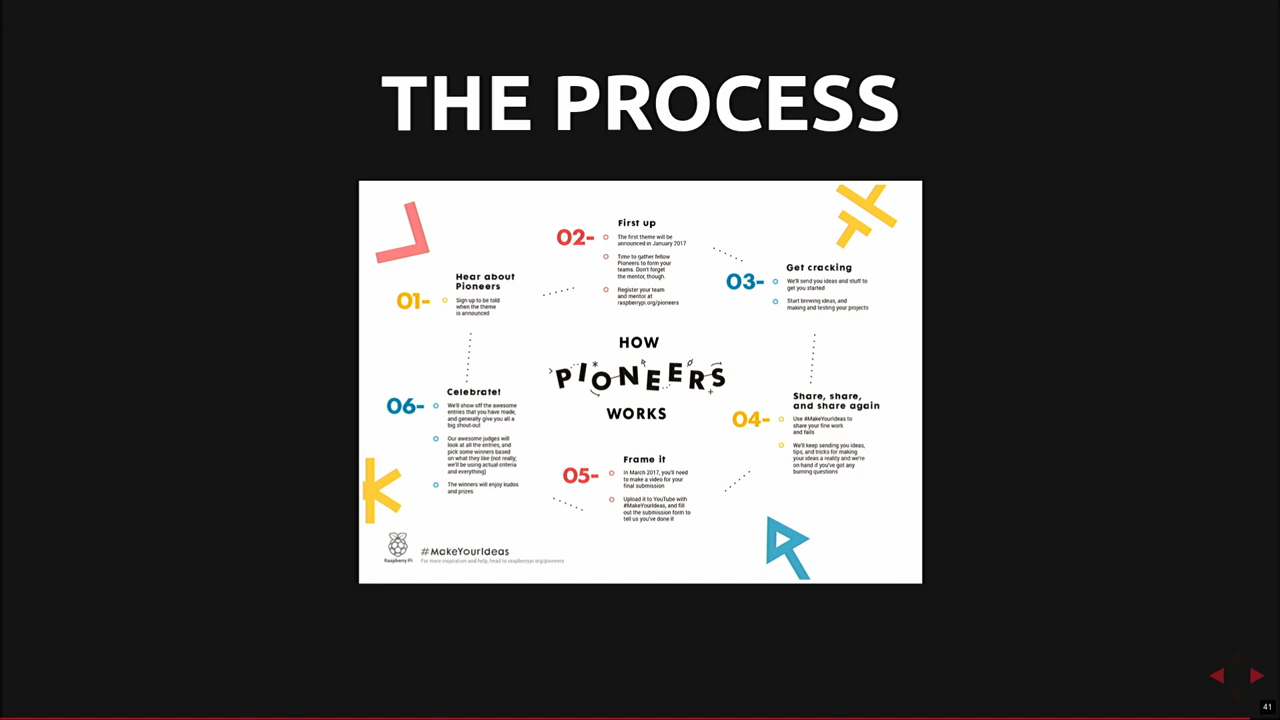 THE PROCESS
01-
Hear about
Pioneers
Sign up to be told
when the theme
is announced
02-
First up
The first theme will be
announced in January 2017
Time to gather fellow
Pioneers to form your
teams. Don't forget
the mentor, though.
Register your team
and mentor at
raspberrypi.org/pioneers
03-
Get cracking
We'll send you ideas and stuff to
get you started
Start brewing ideas, and
making and testing your projects
HOW
PIONEERS
WORKS
04-
Share, share,
and share again
Use #MakeYourIdeas to
share your fine work
and fails
We'll keep sending you ideas,
tips, and tricks for making
your ideas a reality and we're
on hand if you've got any
burning questions
05-
Frame it
In March 2017, you'll need
to make a video for your
final submission
Upload it to YouTube with
#MakeYourIdeas, and fill
out the submission form to
tell us you've done it
06-
Celebrate!
We'll show off the awesome
entries that you have made,
and generally give you all a
big shout-out
Our awesome judges will
look at all the entries, and
pick some winners based
on what they like (not really,
we'll be using actual criteria
and everything)
The winners will enjoy kudos
and prizes
Raspberry Pi
#MakeYourIdeas
For more inspiration and help, head to raspberrypi.org/pioneers
41